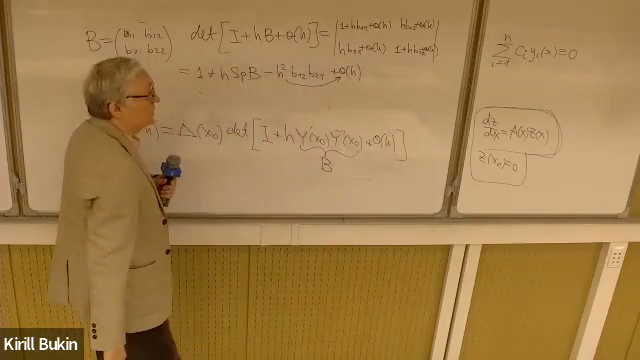 B = (b₁₁ b₁₂
b₂₁ b₂₂) det[I + hB + o(h)] = |1+hb₁₁+o(h) hb₁₂+o(h)
hb₂₁+o(h) 1+hb₂₂+o(h)|
= 1 + h Sp B − h² b₁₂ b₂₁ + o(h)
h) = Δ(x₀) det[I + h Y'(x₀) Y⁻¹(x₀) + o(h)]
B
n
∑ Cᵢ yᵢ(x) = 0
i=1
dz/dx = A(x)z(x)
z(x₀) = 0
Kirill Bukin